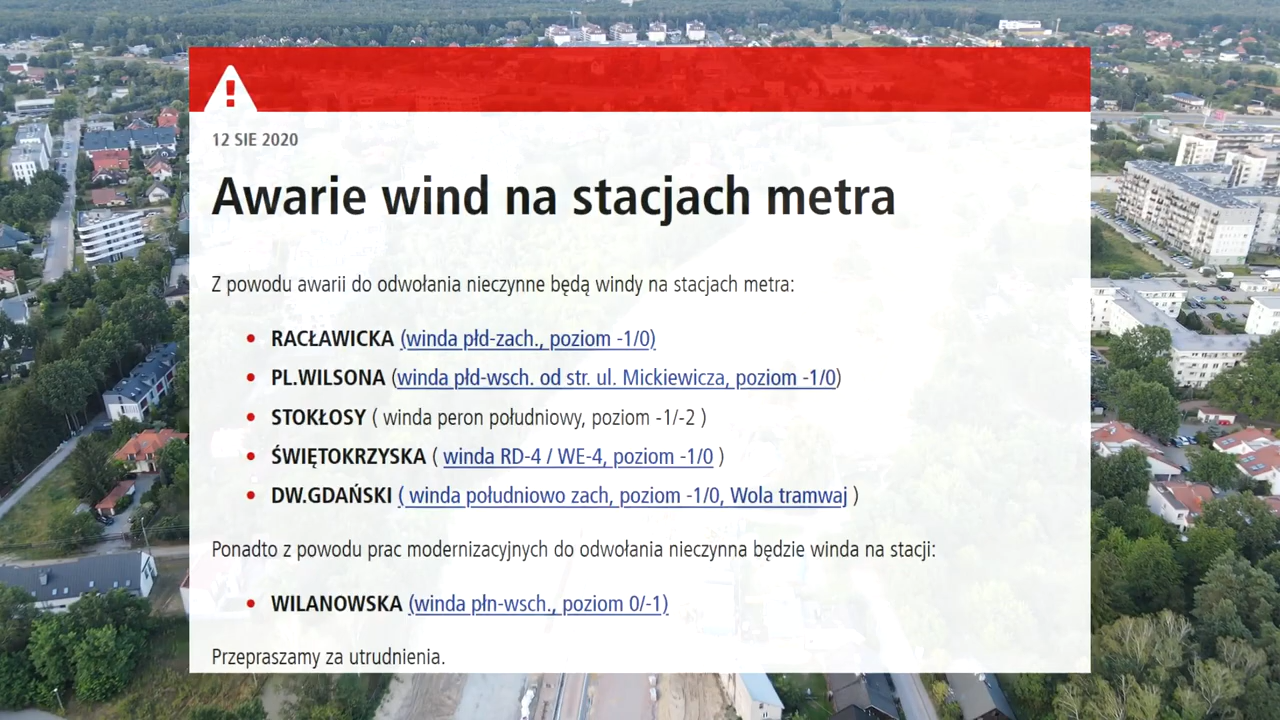 12 SIE 2020
Awarie wind na stacjach metra
Z powodu awarii do odwołania nieczynne będą windy na stacjach metra:
RACŁAWICKA (winda płd-zach., poziom -1/0)
PL.WILSONA (winda płd-wsch. od str. ul. Mickiewicza, poziom -1/0)
STOKŁOSY ( winda peron południowy, poziom -1/-2 )
ŚWIĘTOKRZYSKA ( winda RD-4 / WE-4, poziom -1/0 )
DW.GDAŃSKI ( winda południowo zach, poziom -1/0, Wola tramwaj )
Ponadto z powodu prac modernizacyjnych do odwołania nieczynna będzie winda na stacji:
WILANOWSKA (winda płn-wsch., poziom 0/-1)
Przepraszamy za utrudnienia.